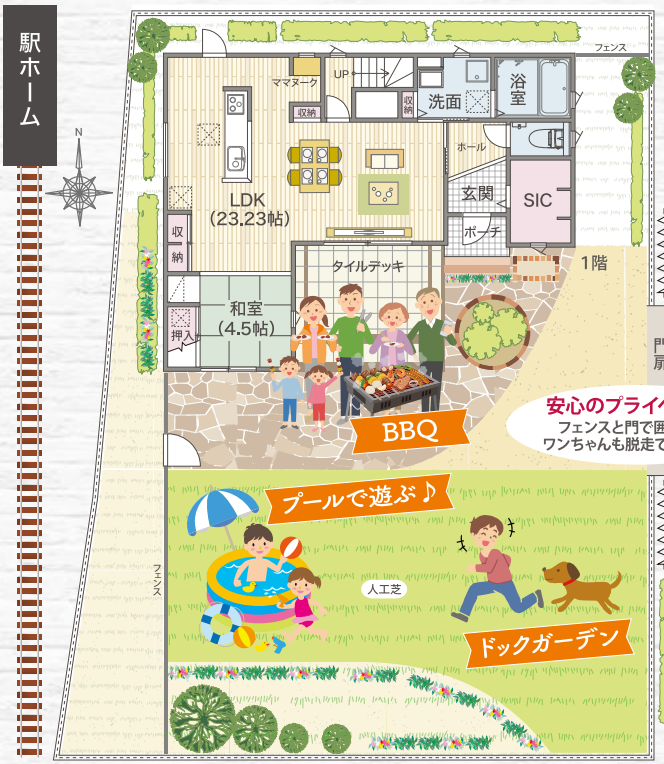 駅ホーム
N
フェンス
ママヌーク
UP
収納
収納
洗面
浴室
ホール
玄関
SIC
ポーチ
LDK
(23.23帖)
収納
タイルデッキ
1階
和室
(4.5帖)
押入
門扉
安心のプライベ
フェンスと門で囲
ワンちゃんも脱走で
BBQ
プールで遊ぶ♪
フェンス
人工芝
ドックガーデン